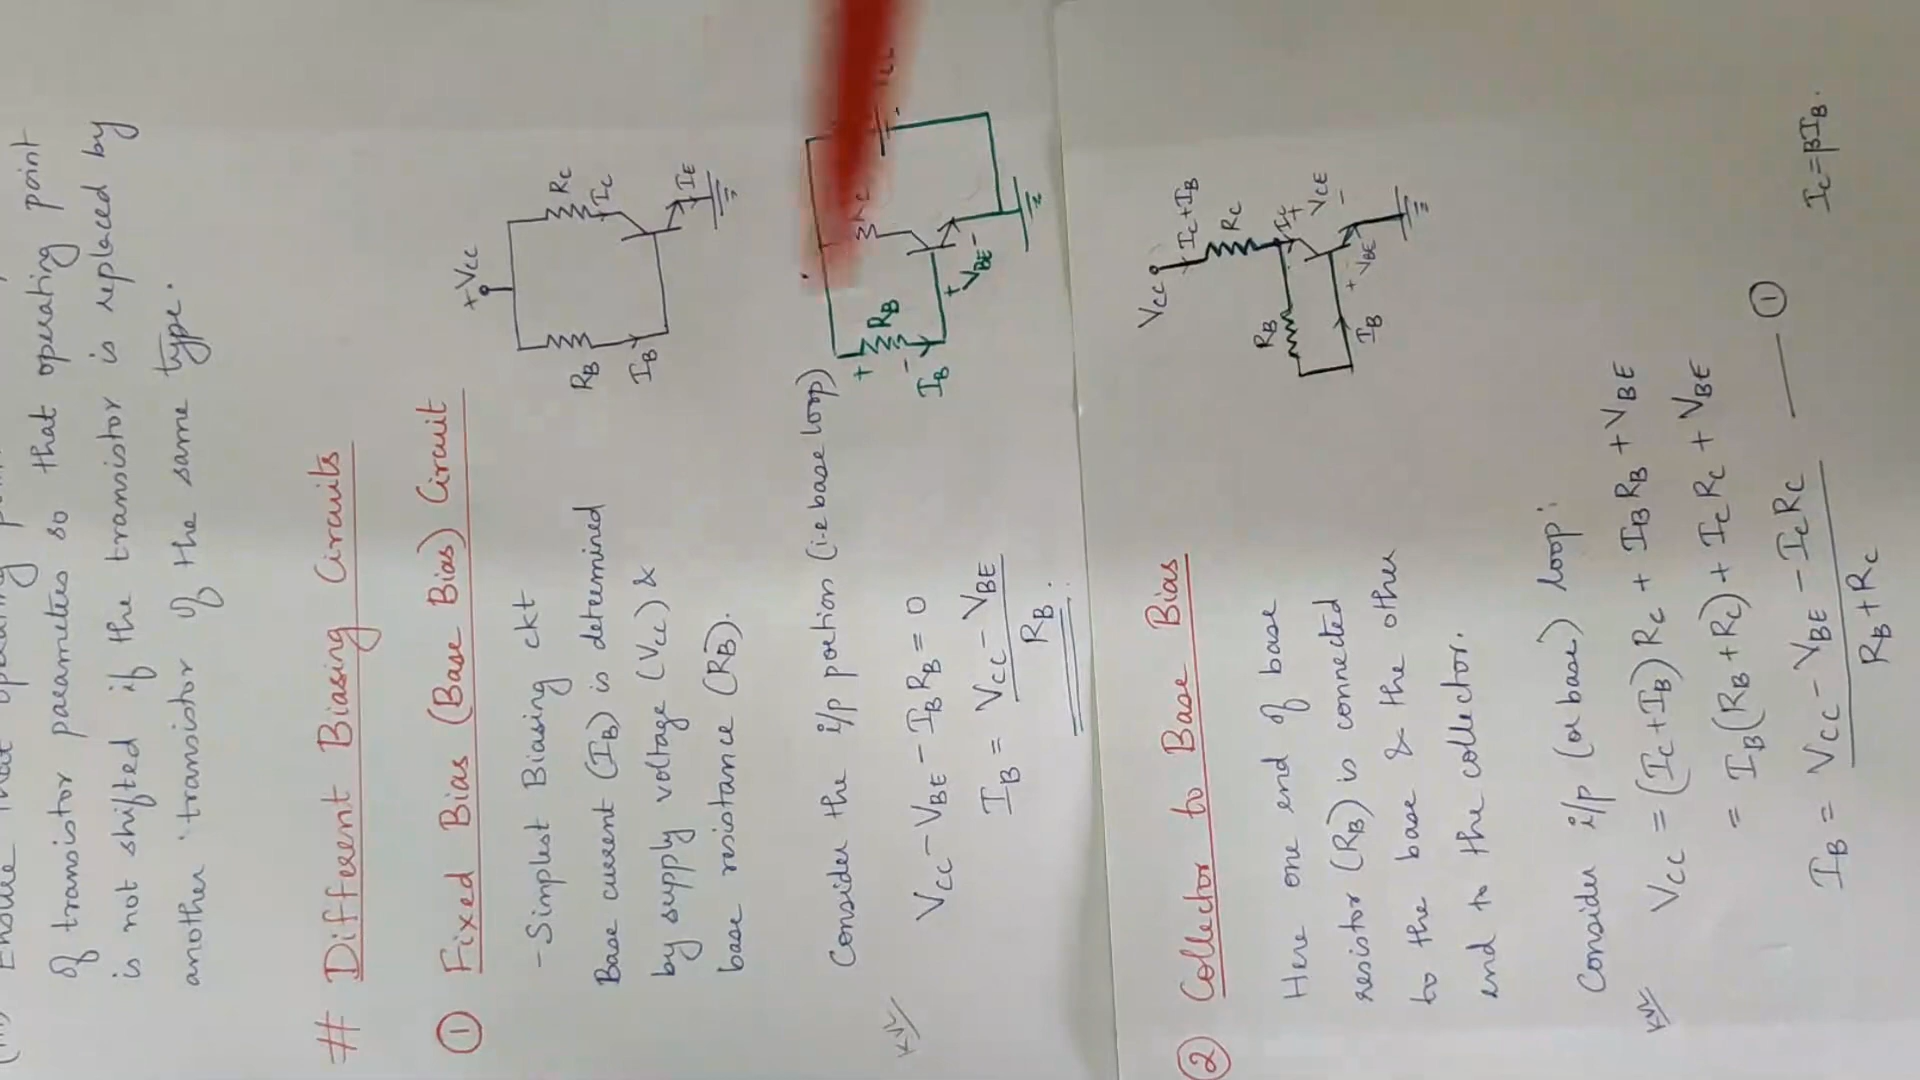 of transistor parameters so that operating point
is not shifted if the transistor is replaced by
another transistor of the same type.
# Different Biasing Circuits
① Fixed Bias (Base Bias) Circuit
- Simplest Biasing ckt
Base current (IB) is determined
by supply voltage (VCC) &
base resistance (RB).
+VCC
RB
RC
IC
IB
IE
Consider the i/p portion (i.e base loop)
KVL
VCC - VBE - IBRB = 0
IB = VCC - VBE / RB.
+
RB
-
IB
+ VBE -
② Collector to Base Bias
Here one end of base
resistor (RB) is connected
to the base & the other
end to the collector.
VCC
IC+IB
RC
RB
IC
+
VCE
-
IB
+ VBE -
Consider i/p (or base) loop:
KVL
VCC = (IC+IB) RC + IBRB + VBE
= IB(RB+RC) + ICRC + VBE
IB = VCC - VBE - ICRC / RB+RC — ①
IC = βIB.